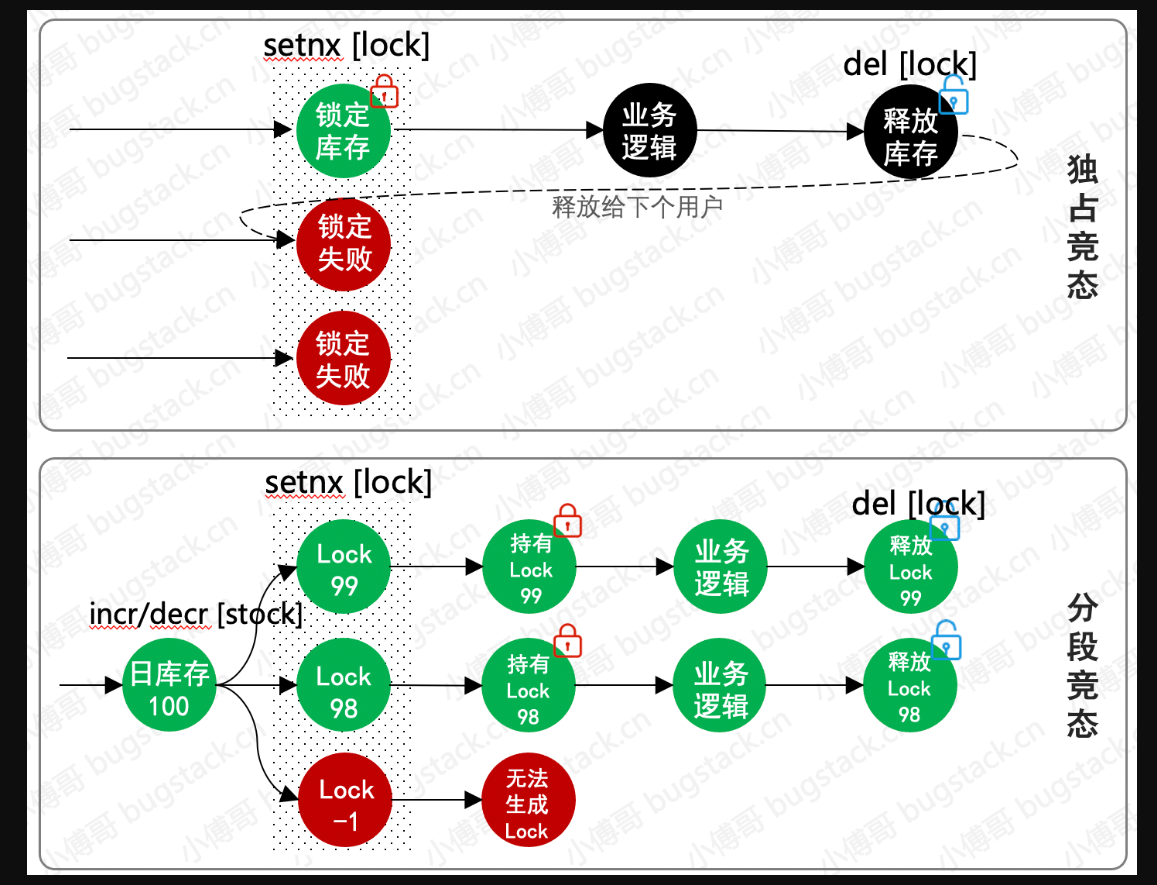 setnx [lock]
del [lock]
锁定
库存
业务
逻辑
释放
库存
释放给下个用户
锁定
失败
锁定
失败
独占竞态
setnx [lock]
del [lock]
incr/decr [stock]
日库存
100
Lock
99
持有
Lock
99
业务
逻辑
释放
Lock
99
Lock
98
持有
Lock
98
业务
逻辑
释放
Lock
98
Lock
-1
无法
生成
Lock
分段竞态
小傅哥 bugstack.cn